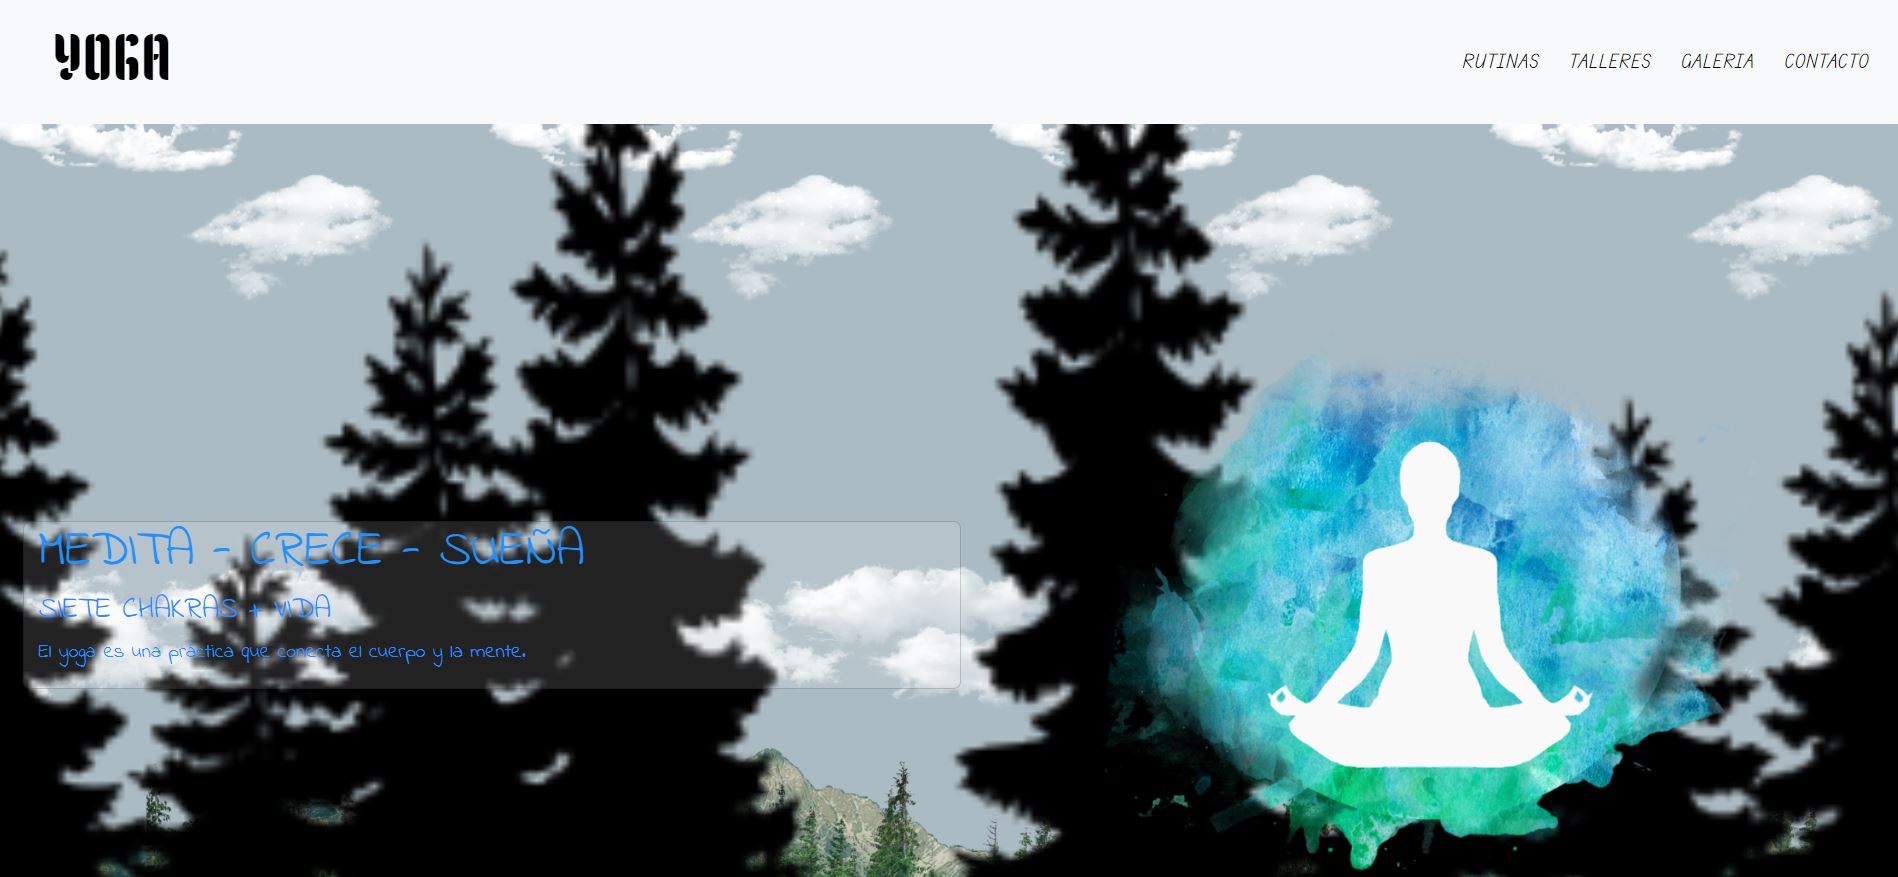 YOGA
RUTINAS TALLERES GALERIA CONTACTO
MEDITA - CRECE - SUEÑA
SIETE CHAKRAS + VIDA
El yoga es una práctica que conecta el cuerpo y la mente.